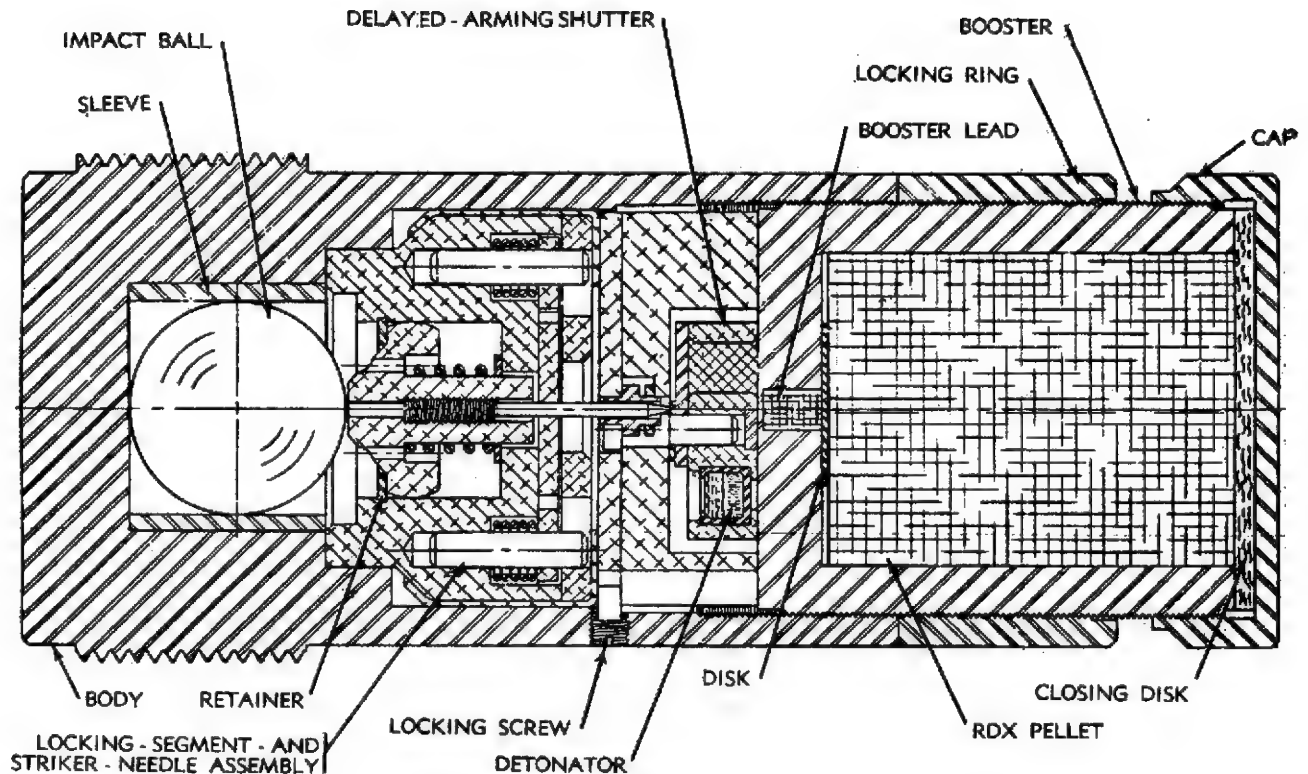 DELAYED - ARMING SHUTTER
BOOSTER
IMPACT BALL
LOCKING RING
SLEEVE
BOOSTER LEAD
CAP
BODY
RETAINER
DISK
CLOSING DISK
LOCKING SCREW
RDX PELLET
LOCKING - SEGMENT - AND
STRIKER - NEEDLE ASSEMBLY
DETONATOR